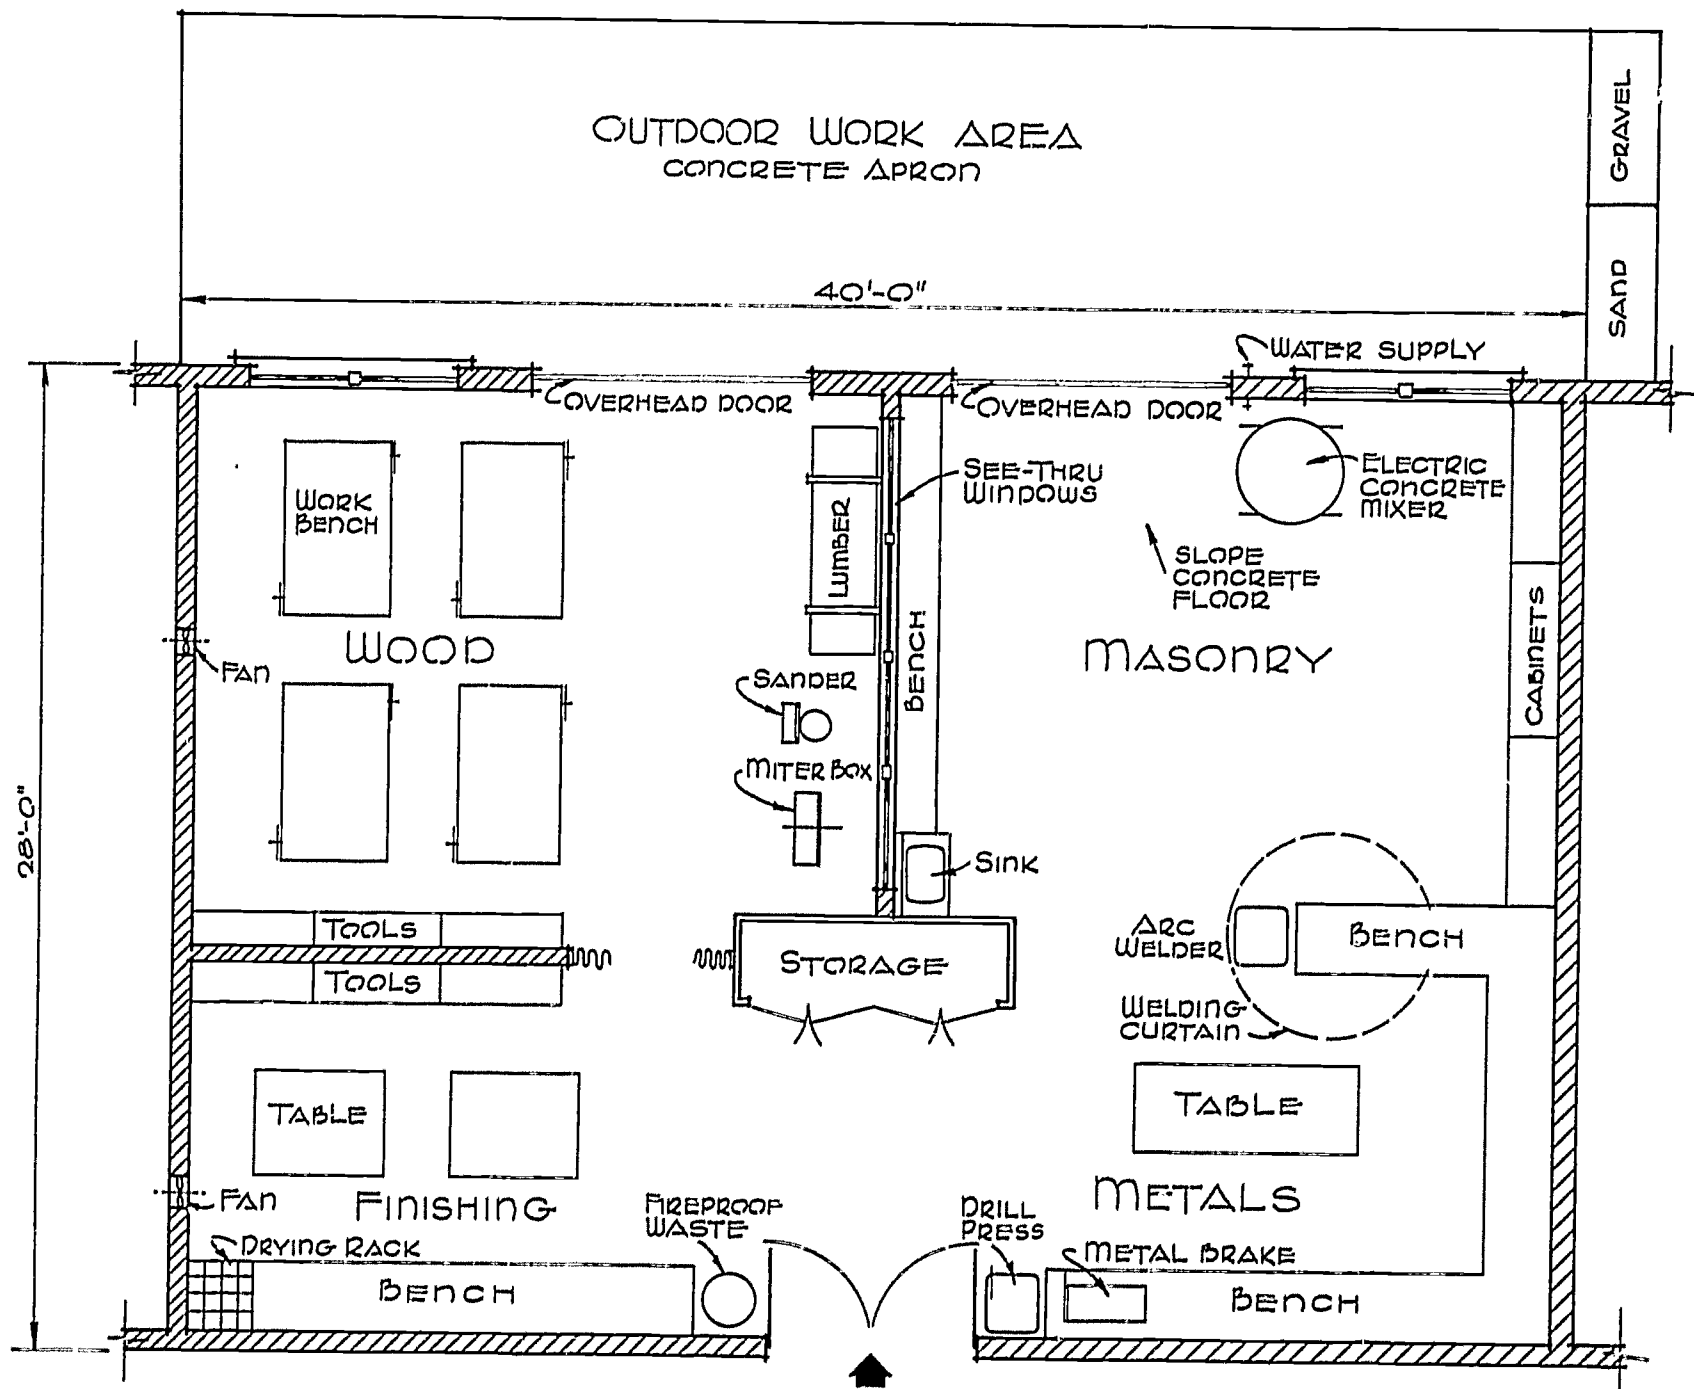 OUTDOOR WORK AREA
CONCRETE APRON
GRAVEL
SAND
40'-0"
WATER SUPPLY
OVERHEAD DOOR
OVERHEAD DOOR
28'-0"
WORK
BENCH
LUMBER
SEE-THRU
WINDOWS
ELECTRIC
CONCRETE
MIXER
SLOPE
CONCRETE
FLOOR
WOOD
FAN
BENCH
MASONRY
CABINETS
SANDER
MITER BOX
SINK
TOOLS
TOOLS
STORAGE
ARC
WELDER
BENCH
WELDING
CURTAIN
TABLE
TABLE
FAN
FINISHING
FIREPROOF
WASTE
DRILL
PRESS
METALS
DRYING RACK
METAL BRAKE
BENCH
BENCH